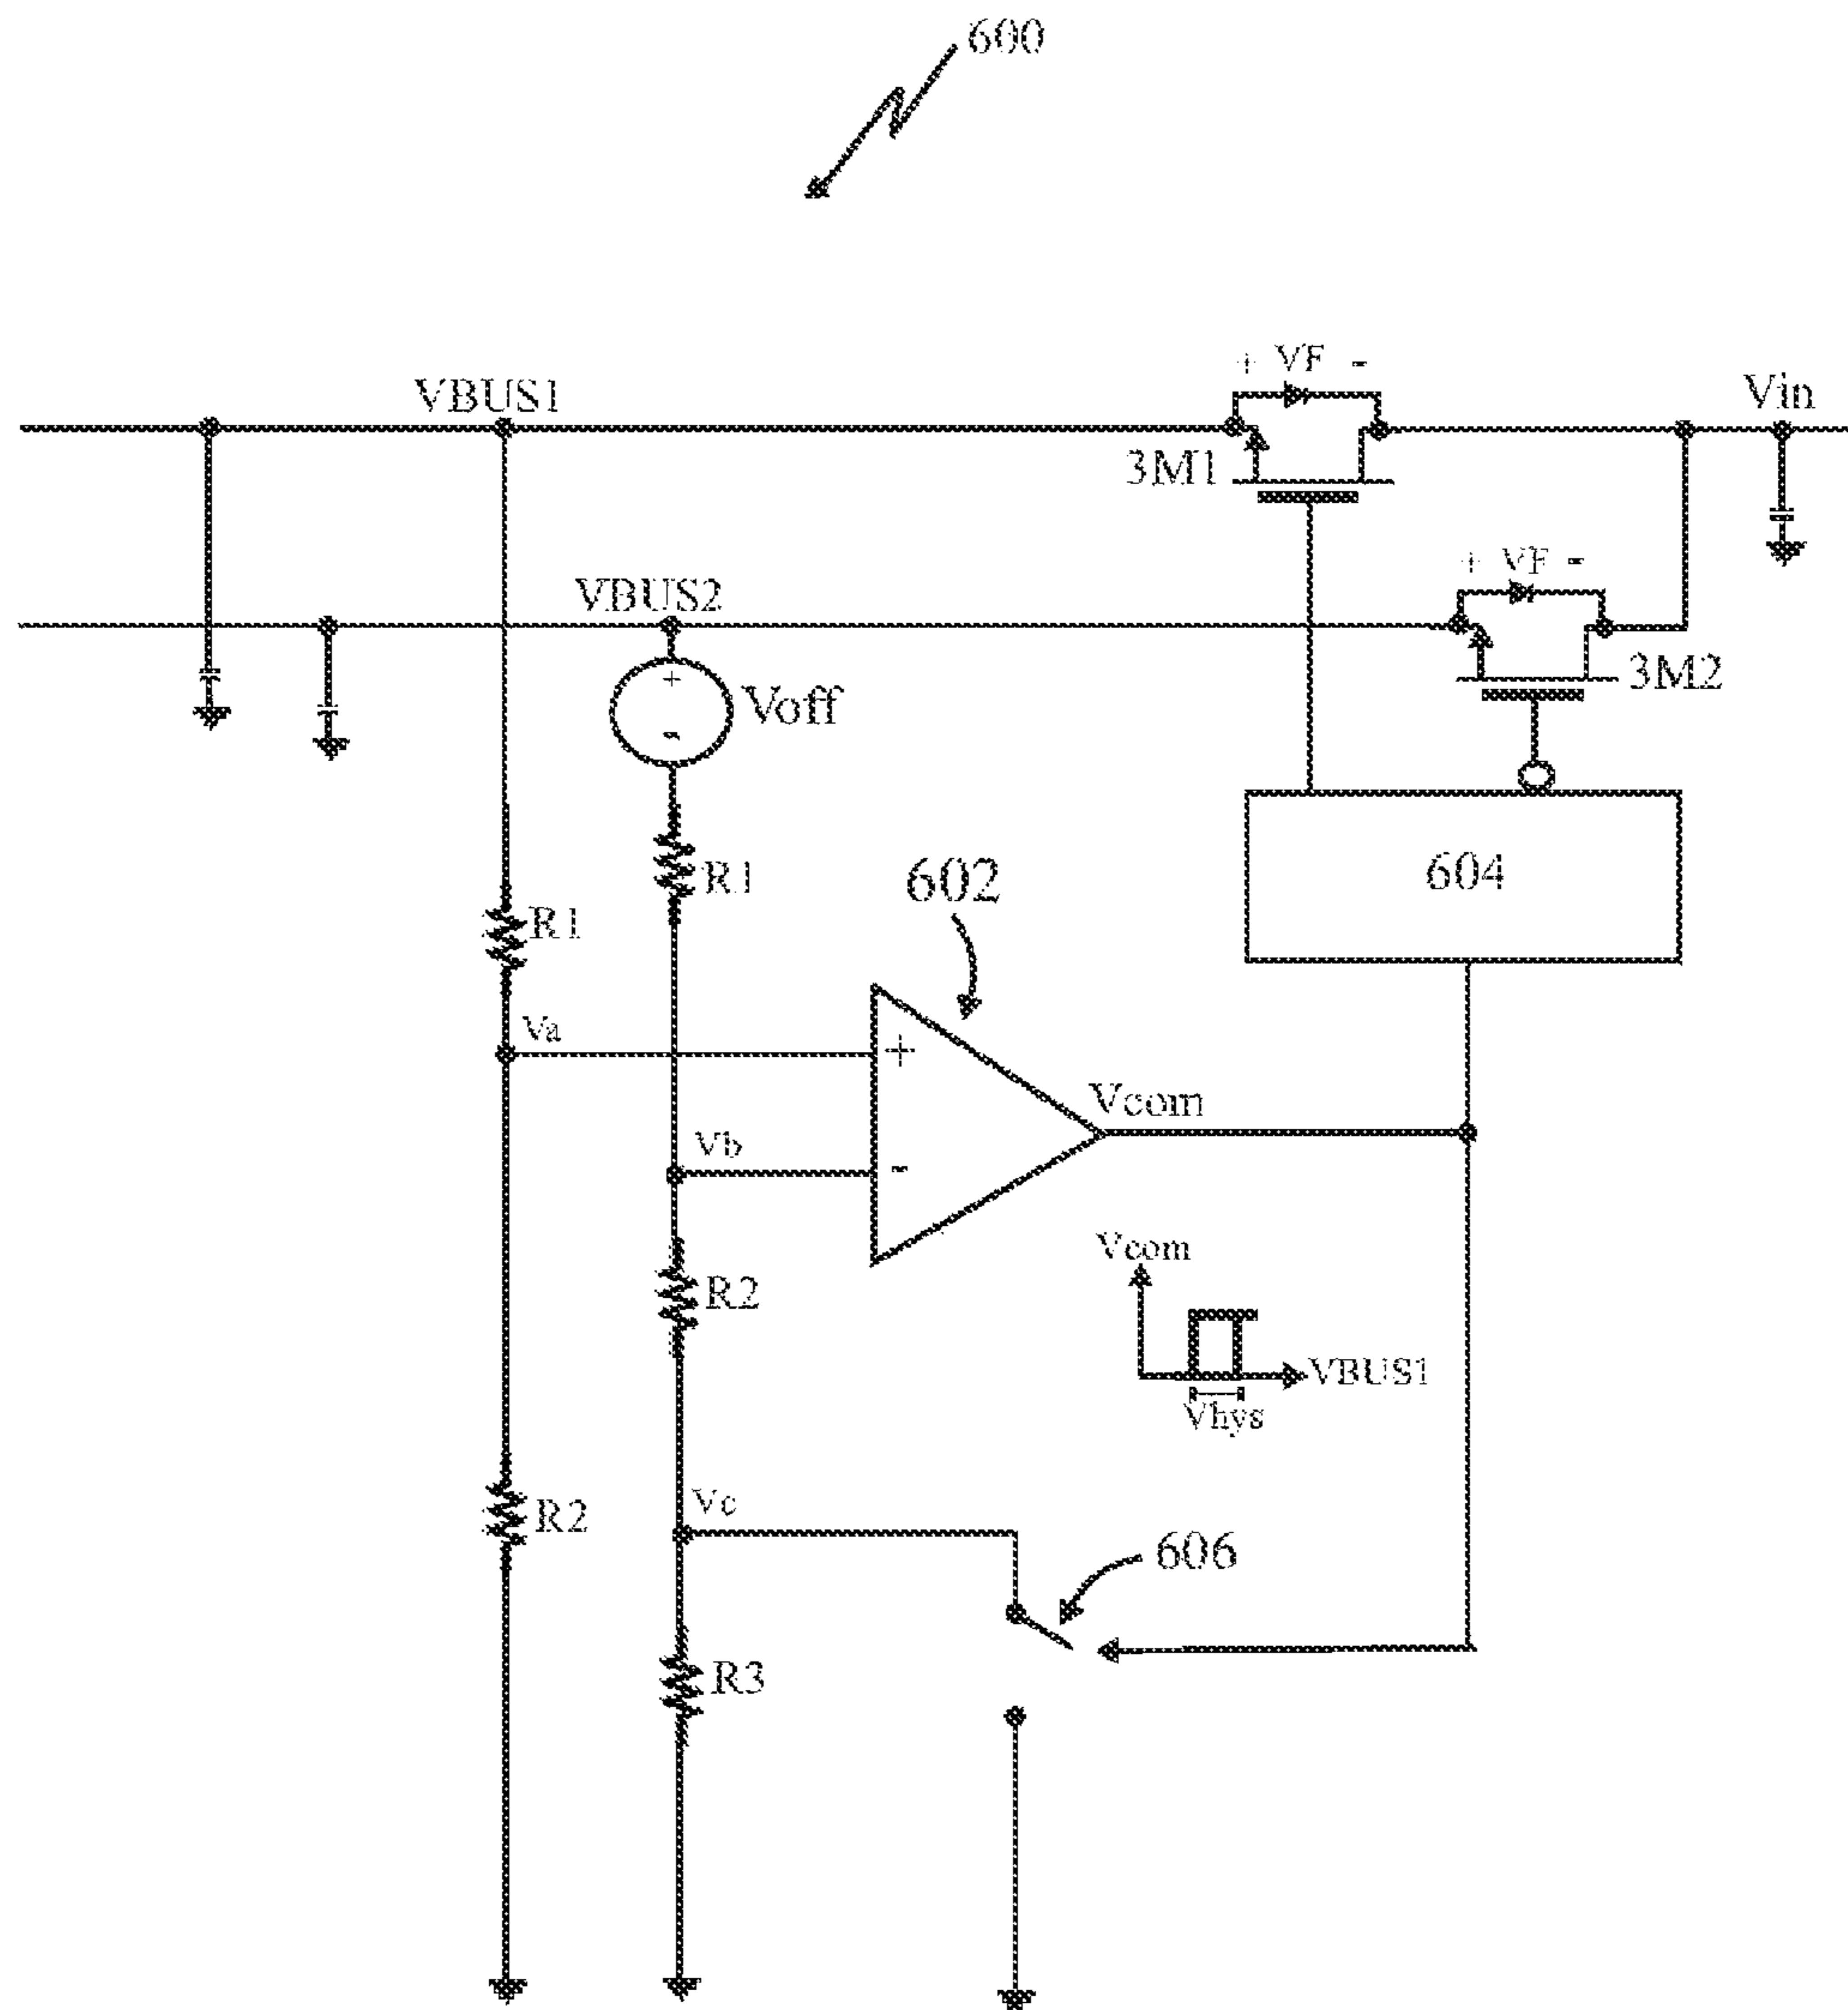 600
+ VF -
VBUS1
Vin
3M1
+ VF -
VBUS2
3M2
+
Voff
-
R1
602
604
R1
Va
+
Vcom
Vb
-
Vcom
R2
VBUS1
Vhys
Vc
R2
606
R3